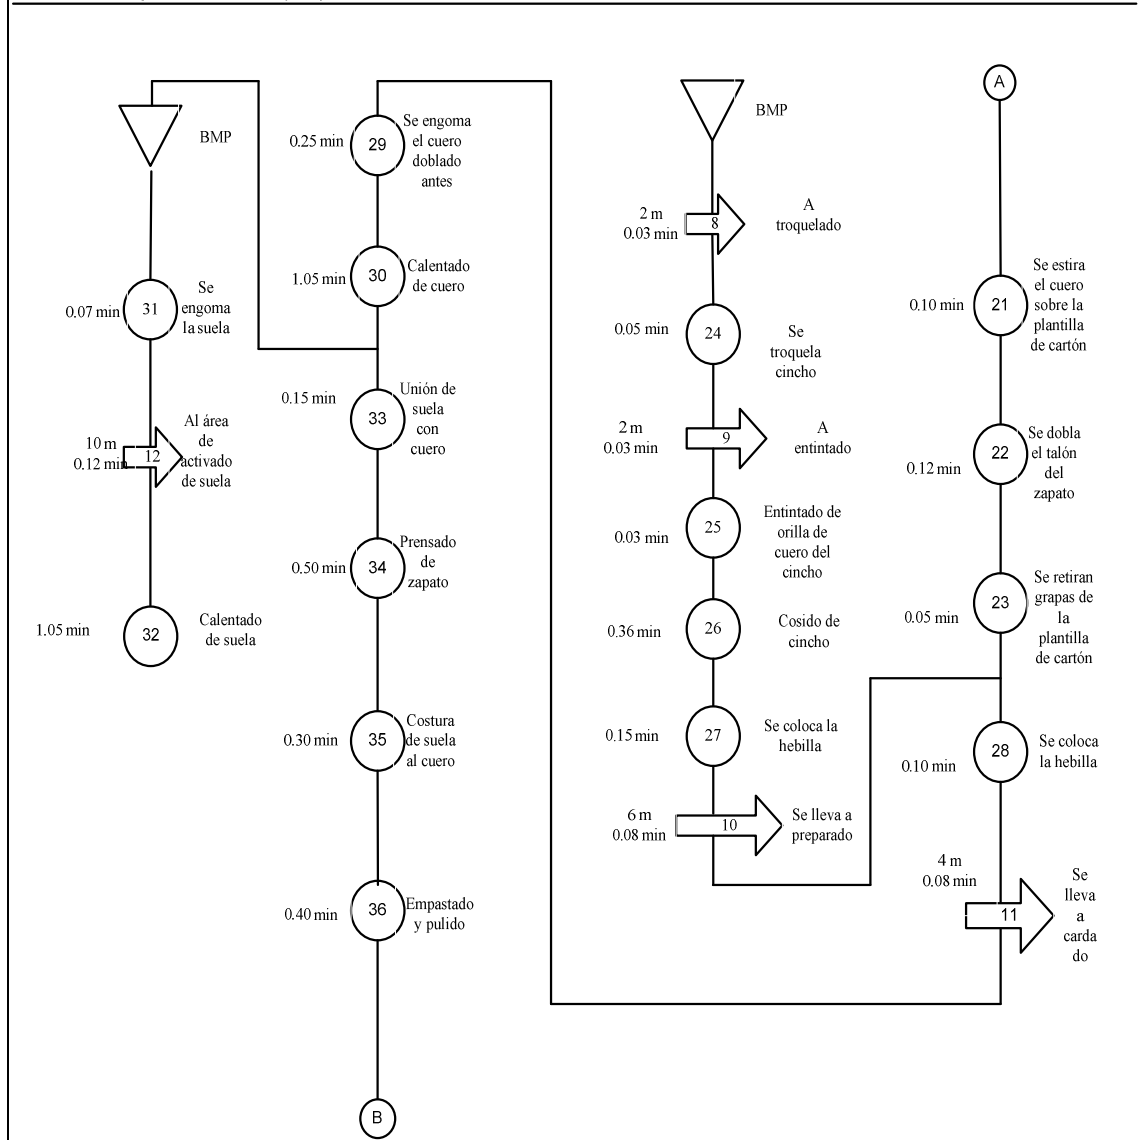 BMP
0.07 min
31
Se
engoma
la suela
10 m
0.12 min
12
Al área
de
activado
de suela
1.05 min
32
Calentado
de suela
0.25 min
29
Se engoma
el cuero
doblado
antes
1.05 min
30
Calentado
de cuero
0.15 min
33
Unión de
suela
con
cuero
0.50 min
34
Prensado
de
zapato
0.30 min
35
Costura
de suela
al cuero
0.40 min
36
Empastado
y pulido
B
BMP
2 m
0.03 min
8
A
troquelado
0.05 min
24
Se
troquela
cincho
2 m
0.03 min
9
A
entintado
0.03 min
25
Entintado de
orilla de
cuero del
cincho
0.36 min
26
Cosido de
cincho
0.15 min
27
Se coloca la
hebilla
6 m
0.08 min
10
Se lleva a
preparado
A
0.10 min
21
Se estira
el cuero
sobre la
plantilla
de cartón
0.12 min
22
Se dobla
el talón
del
zapato
0.05 min
23
Se retiran
grapas de
la
plantilla
de cartón
0.10 min
28
Se coloca
la hebilla
4 m
0.08 min
11
Se
lleva
a
carda
do